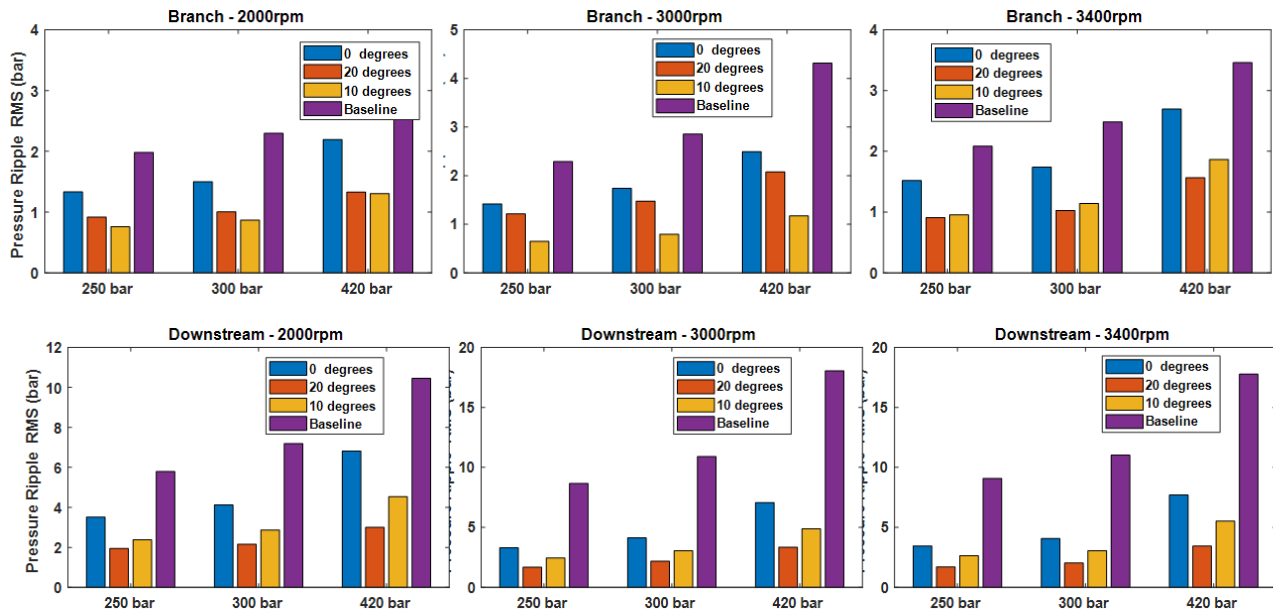 Branch - 2000rpm
Pressure Ripple RMS (bar)
4
3
2
1
0
0 degrees
20 degrees
10 degrees
Baseline
250 bar
300 bar
420 bar
Branch - 3000rpm
5
4
3
2
1
0
0 degrees
20 degrees
10 degrees
Baseline
250 bar
300 bar
420 bar
Branch - 3400rpm
4
3
2
1
0
0 degrees
20 degrees
10 degrees
Baseline
250 bar
300 bar
420 bar
Downstream - 2000rpm
Pressure Ripple RMS (bar)
12
10
8
6
4
2
0
0 degrees
20 degrees
10 degrees
Baseline
250 bar
300 bar
420 bar
Downstream - 3000rpm
20
15
10
5
0
0 degrees
20 degrees
10 degrees
Baseline
250 bar
300 bar
420 bar
Downstream - 3400rpm
20
15
10
5
0
0 degrees
20 degrees
10 degrees
Baseline
250 bar
300 bar
420 bar